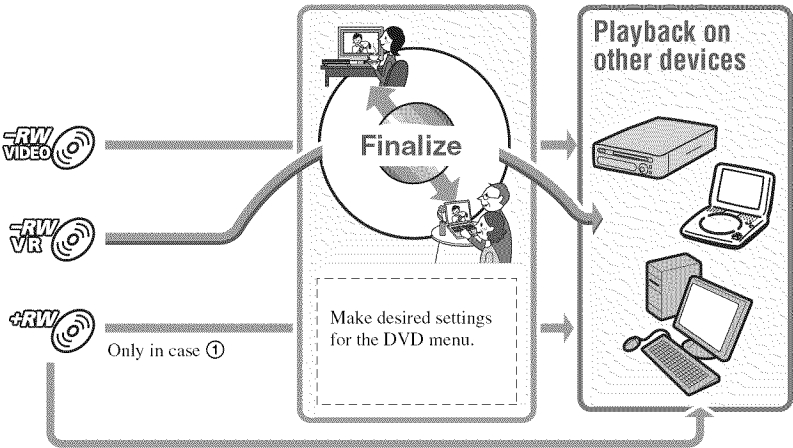 -RW
VIDEO
-RW
VR
+RW
Only in case ①
Finalize
Make desired settings
for the DVD menu.
Playback on
other devices